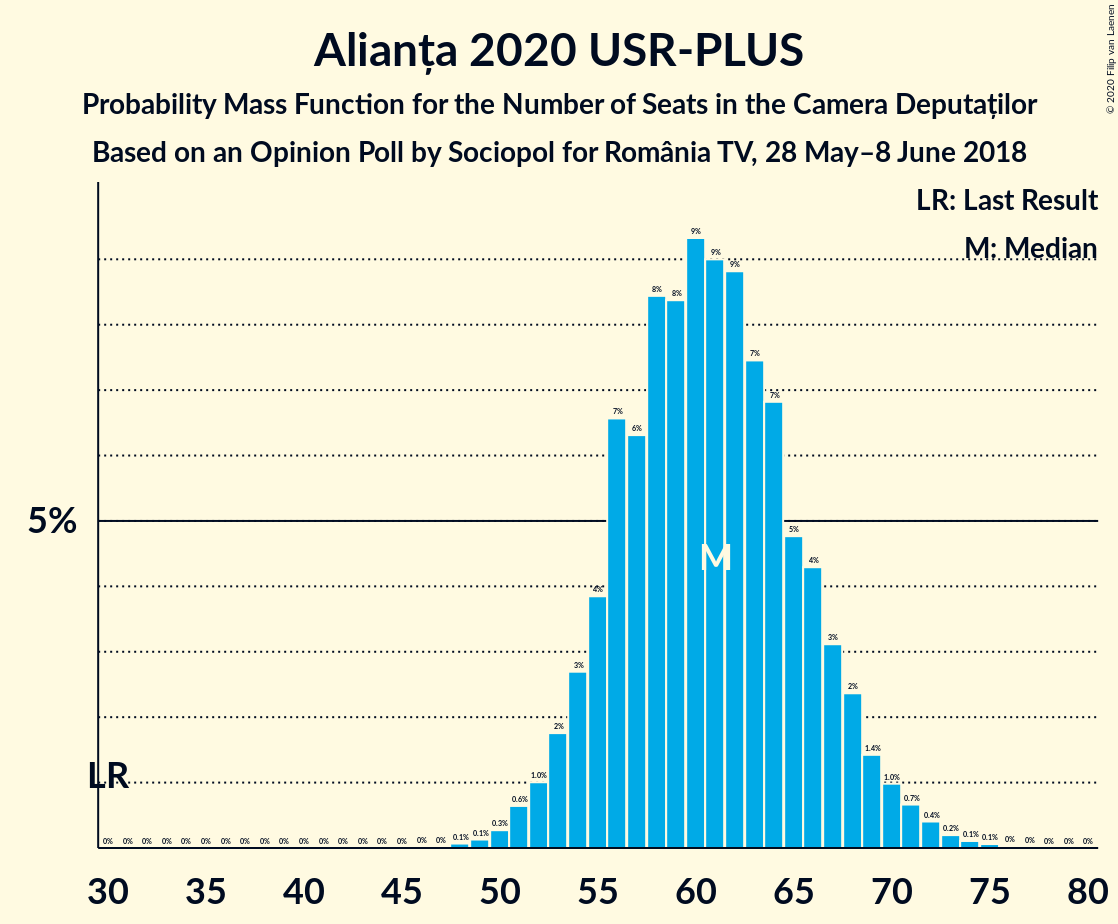 Alianța 2020 USR-PLUS
Probability Mass Function for the Number of Seats in the Camera Deputaților
Based on an Opinion Poll by Sociopol for România TV, 28 May–8 June 2018
© 2020 Filip van Laenen
LR: Last Result
M: Median
5%
LR
M
0% 0% 0% 0% 0% 0% 0% 0% 0% 0% 0% 0% 0% 0% 0% 0% 0% 0% 0.1% 0.1% 0.3% 0.6% 1.0% 2% 3% 4% 7% 6% 8% 8% 9% 9% 9% 7% 7% 5% 4% 3% 2% 1.4% 1.0% 0.7% 0.4% 0.2% 0.1% 0.1% 0% 0% 0% 0% 0%
30 35 40 45 50 55 60 65 70 75 80